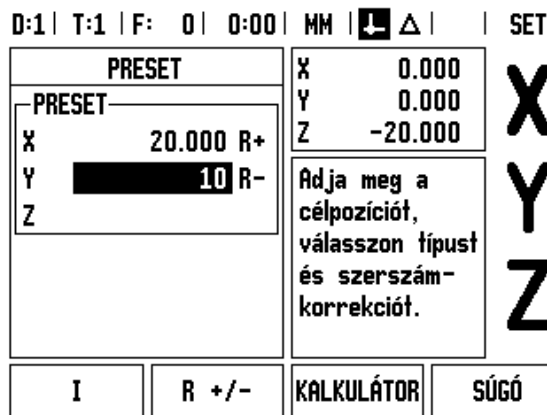 D:1 | T:1 | F: 0 | 0:00 | MM | Δ | | SET
PRESET
PRESET
X 20.000 R+
Y 10 R-
Z
X 0.000
Y 0.000
Z -20.000
Adja meg a
célpozíciót,
válasszon típust
és szerszám-
korrekciót.
X
Y
Z
I
R +/-
KALKULÁTOR
SÚGÓ